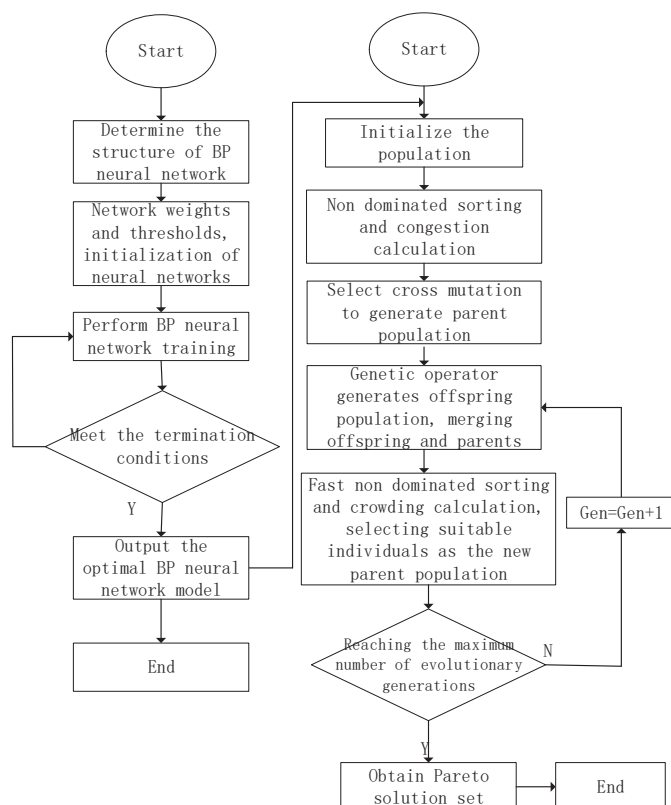 Start
Determine the
structure of BP
neural network
Network weights
and thresholds,
initialization of
neural networks
Perform BP neural
network training
Meet the termination
conditions
Y
Output the
optimal BP neural
network model
End
Start
Initialize the
population
Non dominated sorting
and congestion
calculation
Select cross mutation
to generate parent
population
Genetic operator
generates offspring
population, merging
offspring and parents
Fast non dominated sorting
and crowding calculation,
selecting suitable
individuals as the new
parent population
Gen=Gen+1
Reaching the maximum
number of evolutionary
generations
N
Y
Obtain Pareto
solution set
End